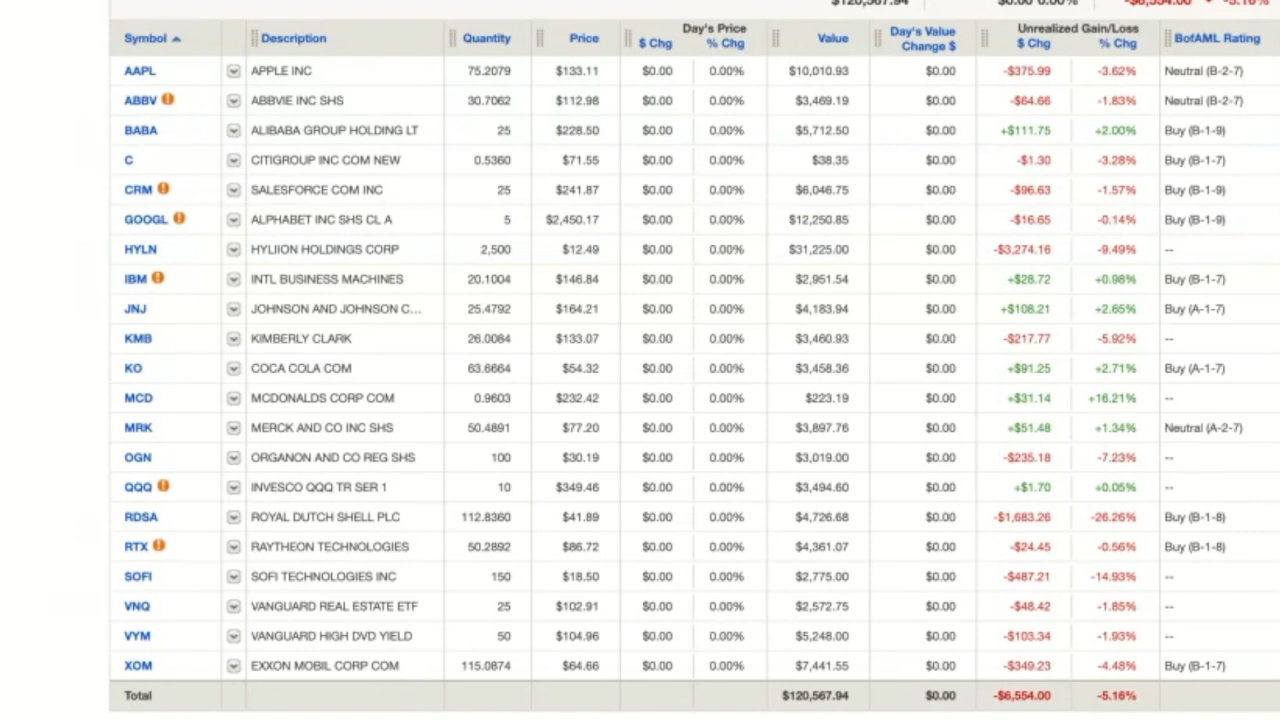 $120,567.94 $0.00 0.00% -$6,554.00 -5.16%
Day's Price Day's Value Unrealized Gain/Loss
Symbol Description Quantity Price $ Chg % Chg Value Change $ $ Chg % Chg BofAML Rating
AAPL APPLE INC 75.2079 $133.11 $0.00 0.00% $10,010.93 $0.00 -$375.99 -3.62% Neutral (B-2-7)
ABBV ABBVIE INC SHS 30.7062 $112.98 $0.00 0.00% $3,469.19 $0.00 -$64.66 -1.83% Neutral (B-2-7)
BABA ALIBABA GROUP HOLDING LT 25 $228.50 $0.00 0.00% $5,712.50 $0.00 +$111.75 +2.00% Buy (B-1-9)
C CITIGROUP INC COM NEW 0.5360 $71.55 $0.00 0.00% $38.35 $0.00 -$1.30 -3.28% Buy (B-1-7)
CRM SALESFORCE COM INC 25 $241.87 $0.00 0.00% $6,046.75 $0.00 -$96.63 -1.57% Buy (B-1-9)
GOOGL ALPHABET INC SHS CL A 5 $2,450.17 $0.00 0.00% $12,250.85 $0.00 -$16.65 -0.14% Buy (B-1-9)
HYLN HYLIION HOLDINGS CORP 2,500 $12.49 $0.00 0.00% $31,225.00 $0.00 -$3,274.16 -9.49% --
IBM INTL BUSINESS MACHINES 20.1004 $146.84 $0.00 0.00% $2,951.54 $0.00 +$28.72 +0.98% Buy (B-1-7)
JNJ JOHNSON AND JOHNSON C... 25.4792 $164.21 $0.00 0.00% $4,183.94 $0.00 +$108.21 +2.65% Buy (A-1-7)
KMB KIMBERLY CLARK 26.0084 $133.07 $0.00 0.00% $3,460.93 $0.00 -$217.77 -5.92% --
KO COCA COLA COM 63.6664 $54.32 $0.00 0.00% $3,458.36 $0.00 +$91.25 +2.71% Buy (A-1-7)
MCD MCDONALDS CORP COM 0.9603 $232.42 $0.00 0.00% $223.19 $0.00 +$31.14 +16.21% --
MRK MERCK AND CO INC SHS 50.4891 $77.20 $0.00 0.00% $3,897.76 $0.00 +$51.48 +1.34% Neutral (A-2-7)
OGN ORGANON AND CO REG SHS 100 $30.19 $0.00 0.00% $3,019.00 $0.00 -$235.18 -7.23% --
QQQ INVESCO QQQ TR SER 1 10 $349.46 $0.00 0.00% $3,494.60 $0.00 +$1.70 +0.05% --
RDSA ROYAL DUTCH SHELL PLC 112.8360 $41.89 $0.00 0.00% $4,726.68 $0.00 -$1,683.26 -26.26% Buy (B-1-8)
RTX RAYTHEON TECHNOLOGIES 50.2892 $86.72 $0.00 0.00% $4,361.07 $0.00 -$24.45 -0.56% Buy (B-1-8)
SOFI SOFI TECHNOLOGIES INC 150 $18.50 $0.00 0.00% $2,775.00 $0.00 -$487.21 -14.93% --
VNQ VANGUARD REAL ESTATE ETF 25 $102.91 $0.00 0.00% $2,572.75 $0.00 -$48.42 -1.85% --
VYM VANGUARD HIGH DVD YIELD 50 $104.96 $0.00 0.00% $5,248.00 $0.00 -$103.34 -1.93% --
XOM EXXON MOBIL CORP COM 115.0874 $64.66 $0.00 0.00% $7,441.55 $0.00 -$349.23 -4.48% Buy (B-1-7)
Total $120,567.94 $0.00 -$6,554.00 -5.16%